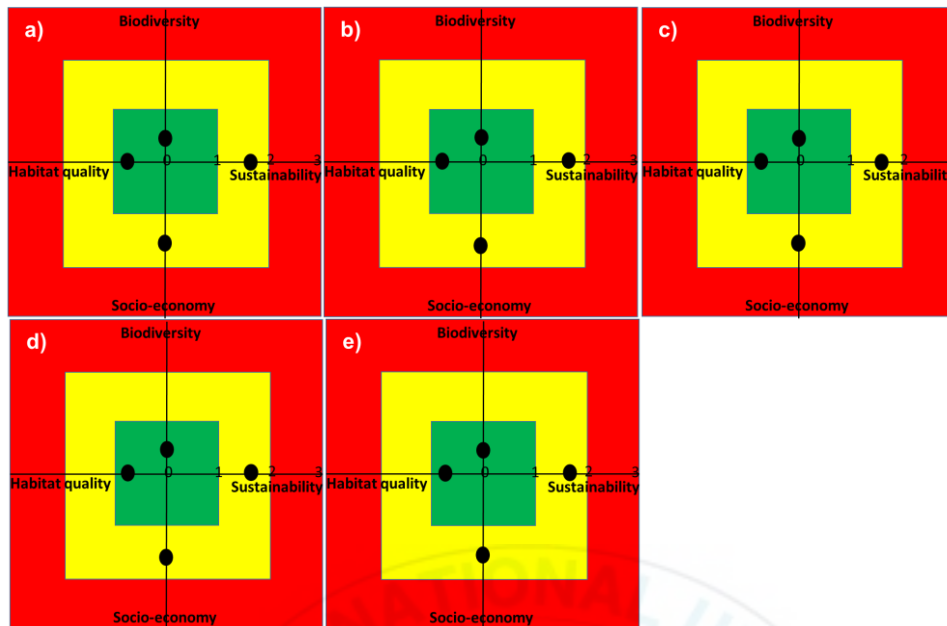 a)
Biodiversity
0 1 2 3
Habitat quality Sustainability
Socio-economy
b)
Biodiversity
0 1 2 3
Habitat quality Sustainability
Socio-economy
c)
Biodiversity
0 1 2
Habitat quality Sustainability
Socio-economy
d)
Biodiversity
0 1 2 3
Habitat quality Sustainability
Socio-economy
e)
Biodiversity
0 1 2 3
Habitat quality Sustainability
Socio-economy
NATIONAL